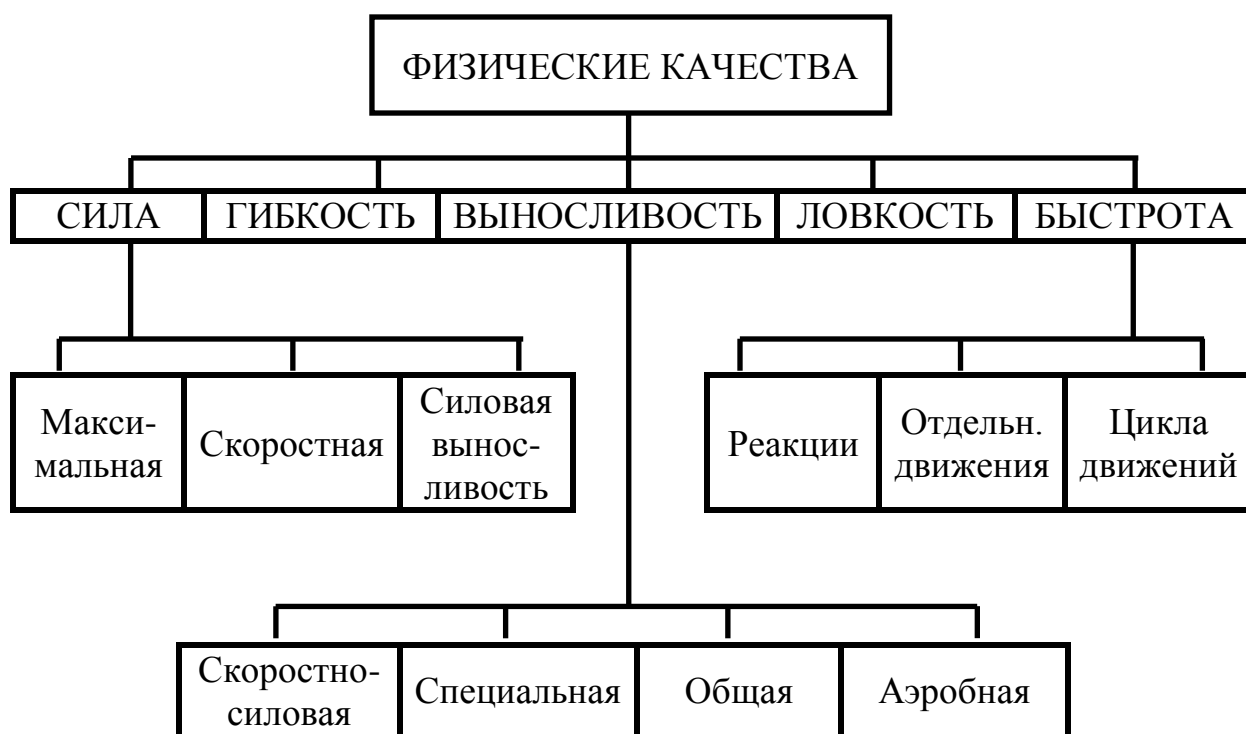 ФИЗИЧЕСКИЕ КАЧЕСТВА
СИЛА
ГИБКОСТЬ
ВЫНОСЛИВОСТЬ
ЛОВКОСТЬ
БЫСТРОТА
Макси-
мальная
Скоростная
Силовая
вынос-
ливость
Реакции
Отдельн.
движения
Цикла
движений
Скоростно-
силовая
Специальная
Общая
Аэробная